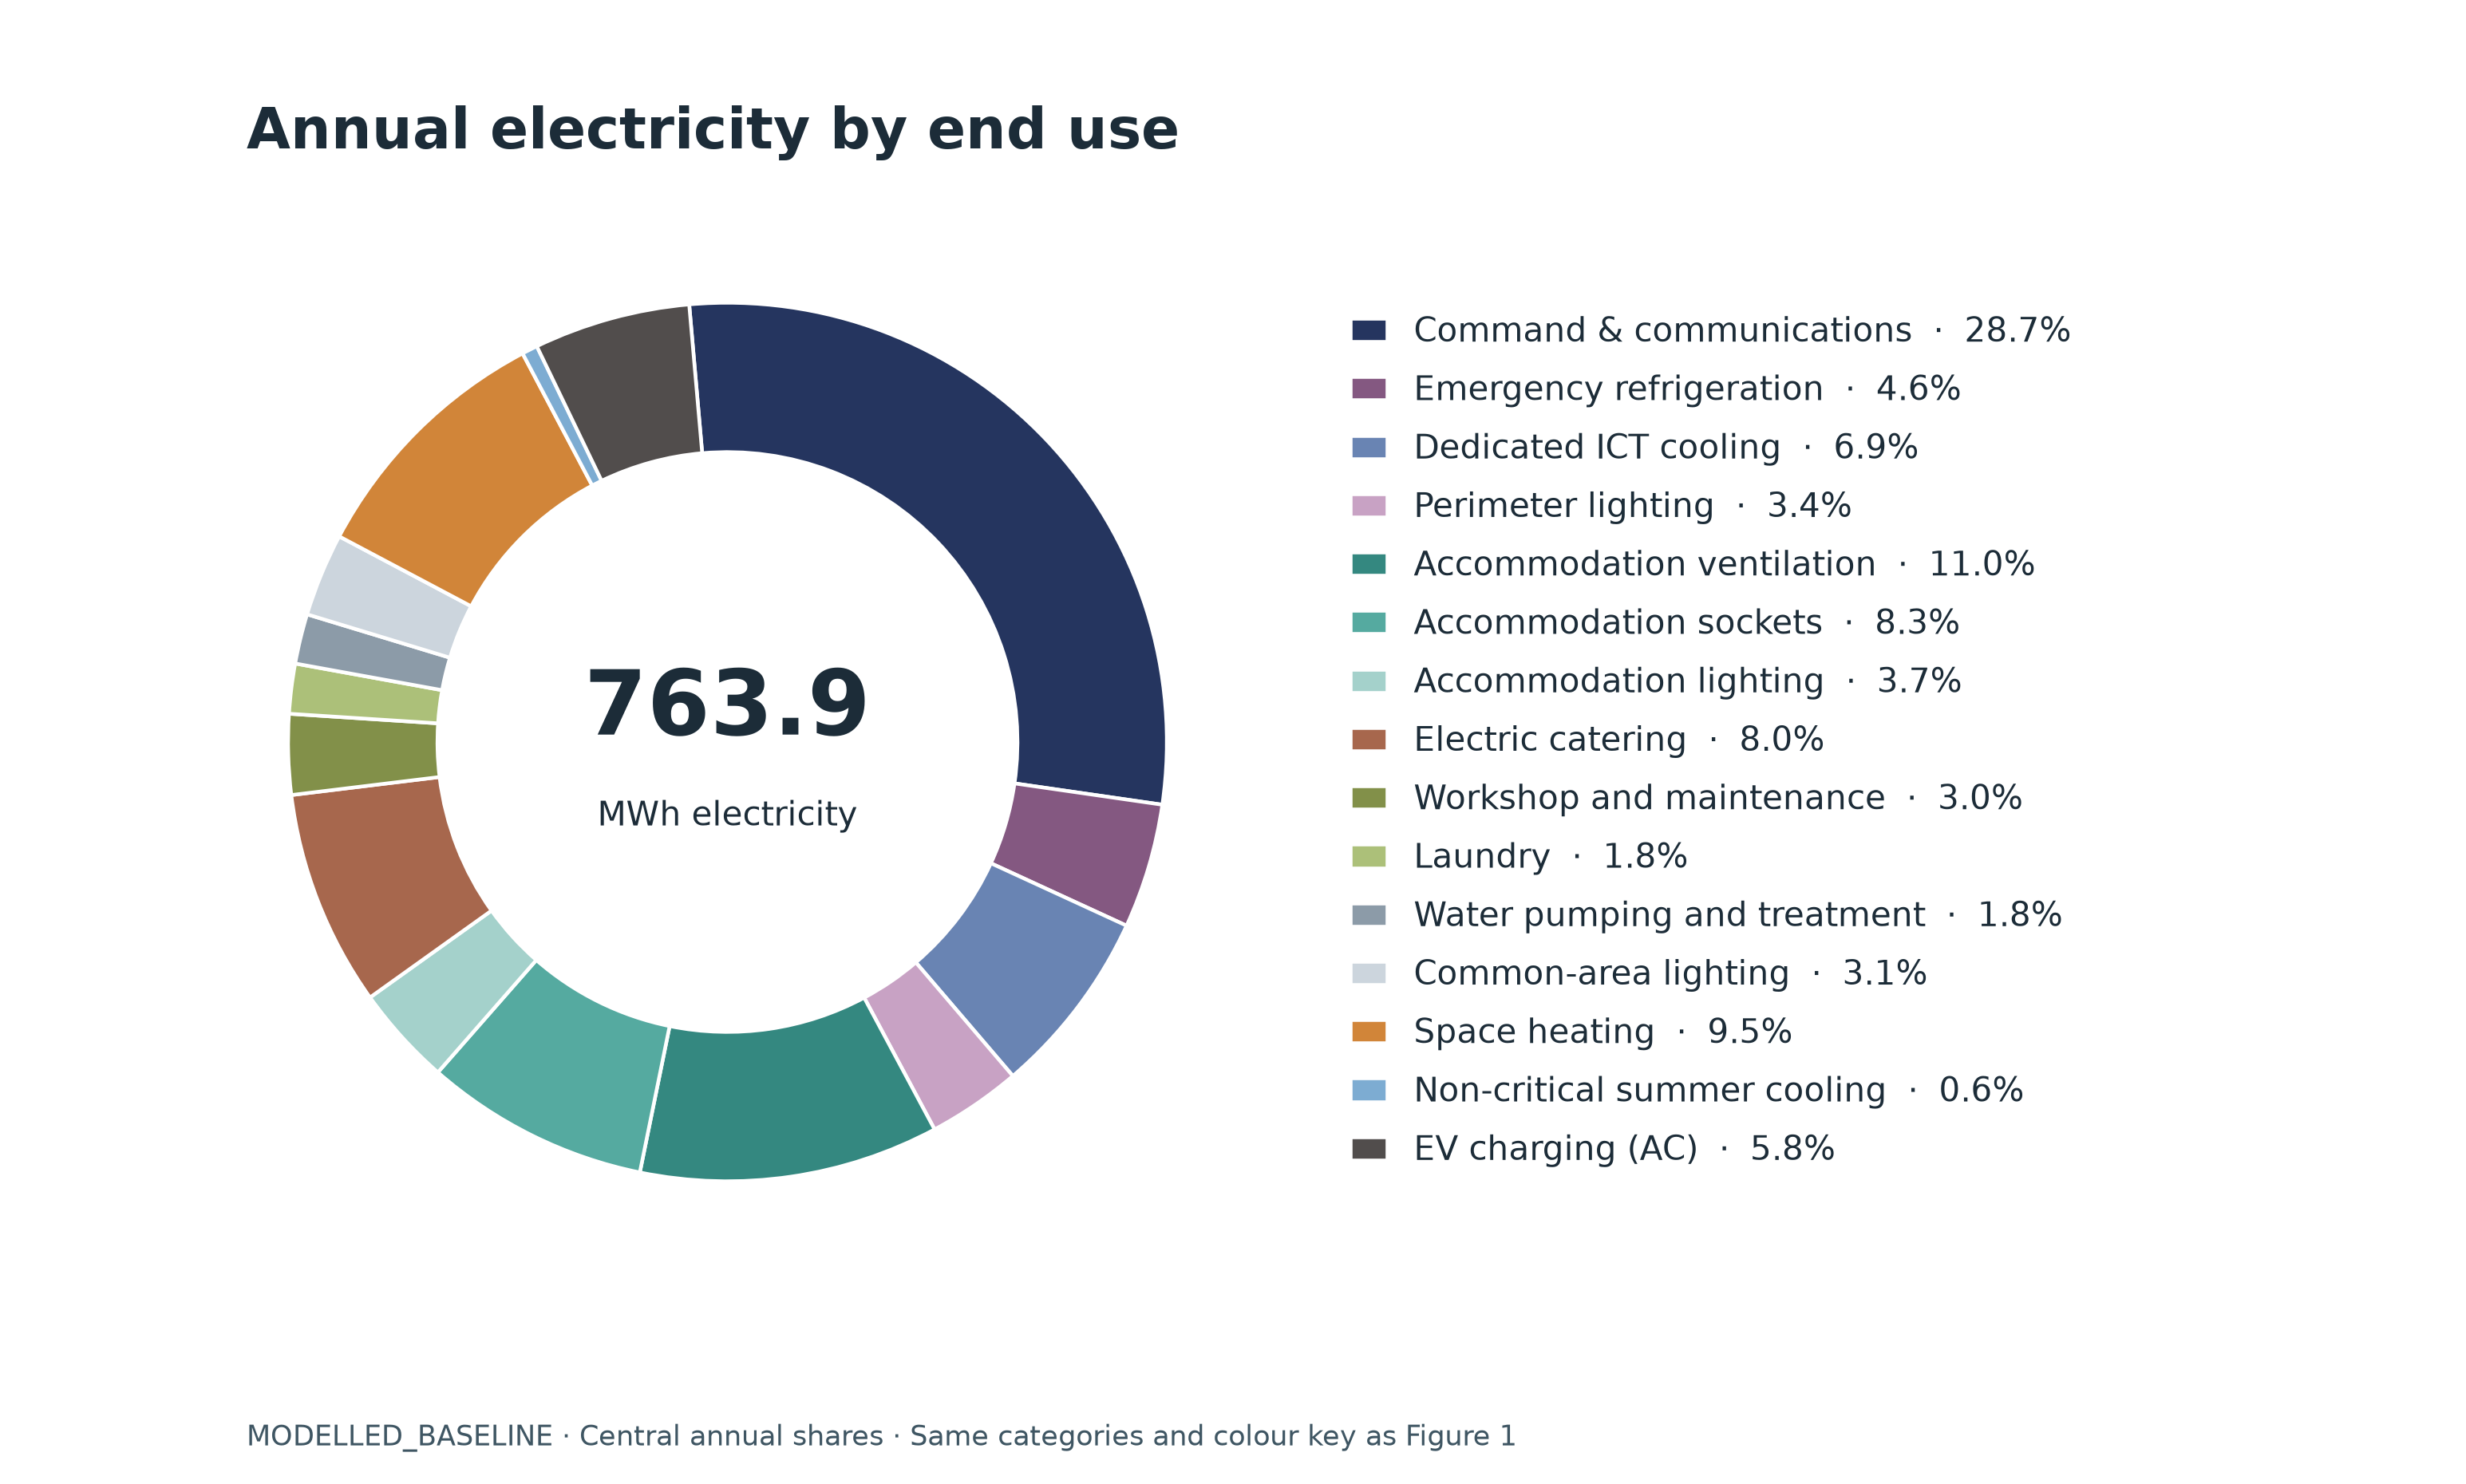 Annual electricity by end use
Command & communications · 28.7%
Emergency refrigeration · 4.6%
Dedicated ICT cooling · 6.9%
Perimeter lighting · 3.4%
Accommodation ventilation · 11.0%
Accommodation sockets · 8.3%
Accommodation lighting · 3.7%
Electric catering · 8.0%
Workshop and maintenance · 3.0%
Laundry · 1.8%
Water pumping and treatment · 1.8%
Common-area lighting · 3.1%
Space heating · 9.5%
Non-critical summer cooling · 0.6%
EV charging (AC) · 5.8%
763.9
MWh electricity
MODELLED_BASELINE · Central annual shares · Same categories and colour key as Figure 1